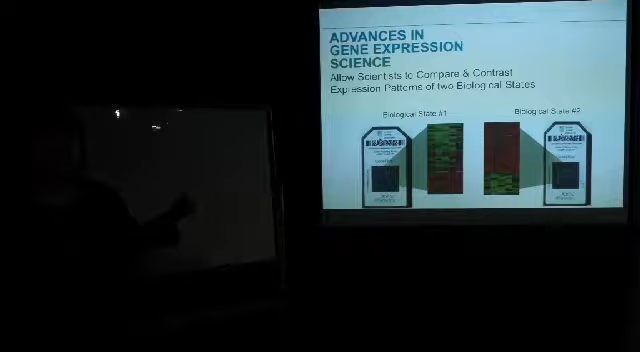 ADVANCES IN
GENE EXPRESSION
SCIENCE
Allow Scientists to Compare & Contrast
Expression Patterns of two Biological States
Biological State #1
Biological State #2